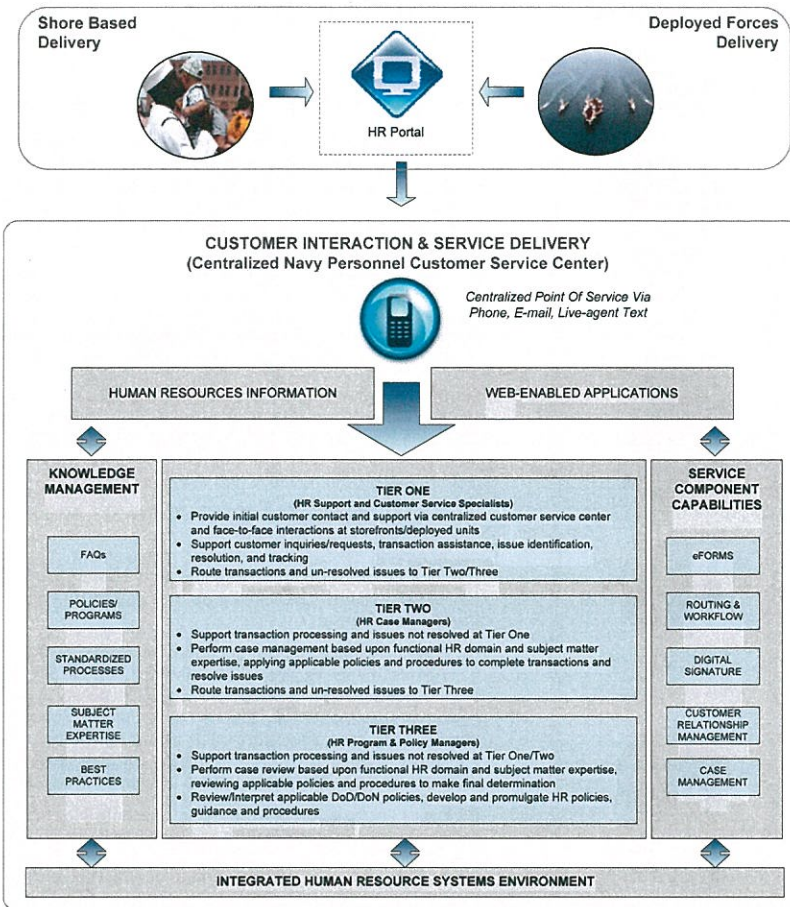 Shore Based
Delivery
Deployed Forces
Delivery
HR Portal
CUSTOMER INTERACTION & SERVICE DELIVERY
(Centralized Navy Personnel Customer Service Center)
Centralized Point Of Service Via
Phone, E-mail, Live-agent Text
HUMAN RESOURCES INFORMATION
WEB-ENABLED APPLICATIONS
KNOWLEDGE
MANAGEMENT
FAQs
POLICIES/
PROGRAMS
STANDARDIZED
PROCESSES
SUBJECT
MATTER
EXPERTISE
BEST
PRACTICES
TIER ONE
(HR Support and Customer Service Specialists)
• Provide initial customer contact and support via centralized customer service center
and face-to-face interactions at storefronts/deployed units
• Support customer inquiries/requests, transaction assistance, issue identification,
resolution, and tracking
• Route transactions and un-resolved issues to Tier Two/Three
TIER TWO
(HR Case Managers)
• Support transaction processing and issues not resolved at Tier One
• Perform case management based upon functional HR domain and subject matter
expertise, applying applicable policies and procedures to complete transactions and
resolve issues
• Route transactions and un-resolved issues to Tier Three
TIER THREE
(HR Program & Policy Managers)
• Support transaction processing and issues not resolved at Tier One/Two
• Perform case review based upon functional HR domain and subject matter expertise,
reviewing applicable policies and procedures to make final determination
• Review/Interpret applicable DoD/DoN policies, develop and promulgate HR policies,
guidance and procedures
SERVICE
COMPONENT
CAPABILITIES
eFORMS
ROUTING &
WORKFLOW
DIGITAL
SIGNATURE
CUSTOMER
RELATIONSHIP
MANAGEMENT
CASE
MANAGEMENT
INTEGRATED HUMAN RESOURCE SYSTEMS ENVIRONMENT